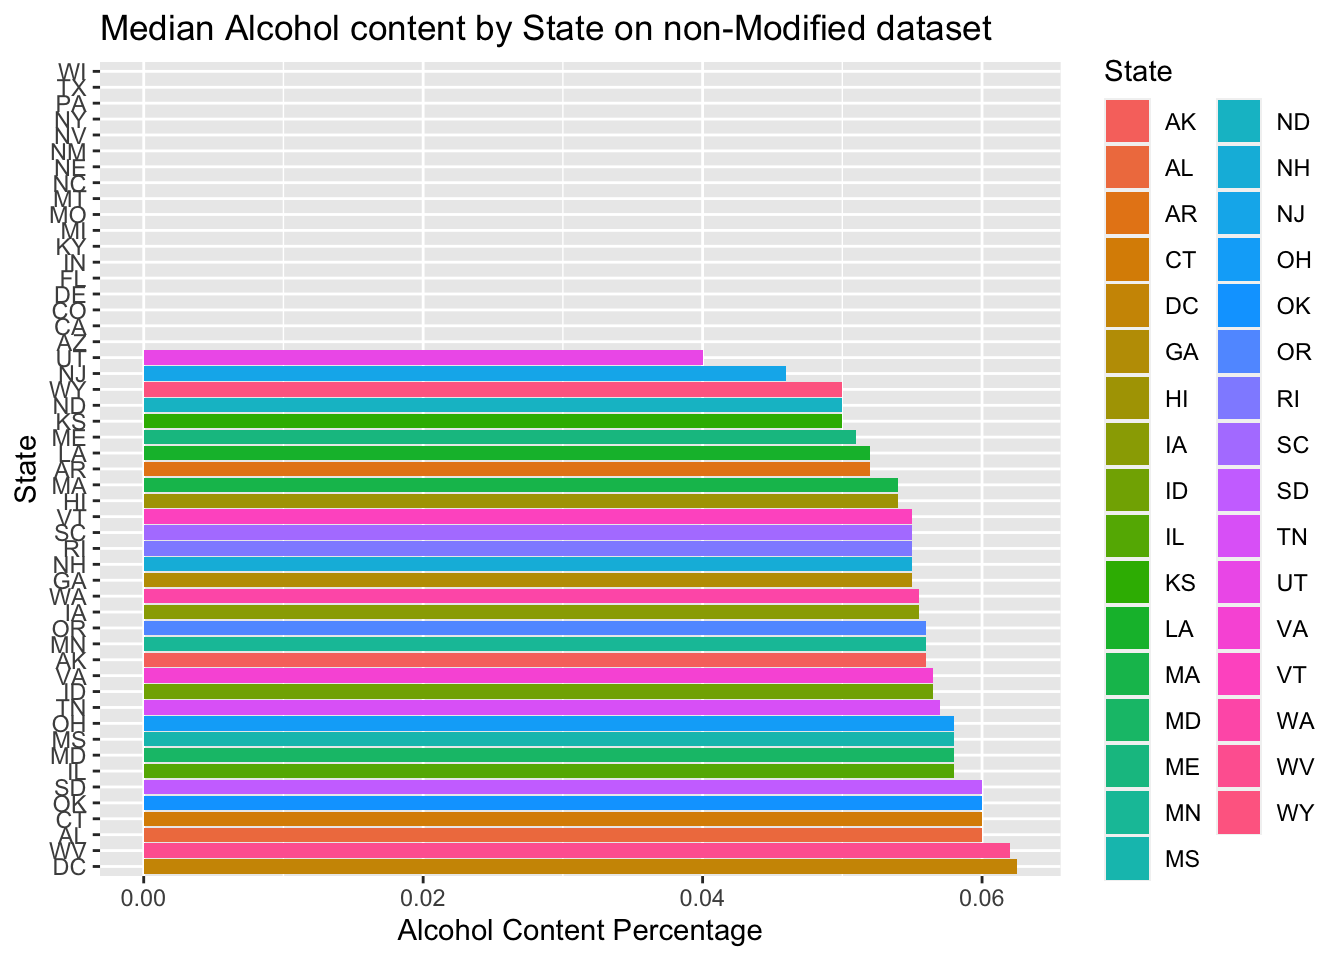 Median Alcohol content by State on non-Modified dataset
State
WI
TX
PA
NY
NV
NM
NE
NC
MT
MO
MI
KY
IN
FL
DE
CO
CA
AZ
UT
NJ
WY
ND
KS
ME
LA
AR
MA
HI
VT
SC
RI
NH
GA
WA
IA
OR
MN
AK
VA
ID
TN
OH
MS
MD
IL
SD
OK
CT
AL
WV
DC
0.00 0.02 0.04 0.06
Alcohol Content Percentage
State
AK ND
AL NH
AR NJ
CT OH
DC OK
GA OR
HI RI
IA SC
ID SD
IL TN
KS UT
LA VA
MA VT
MD WA
ME WV
MN WY
MS